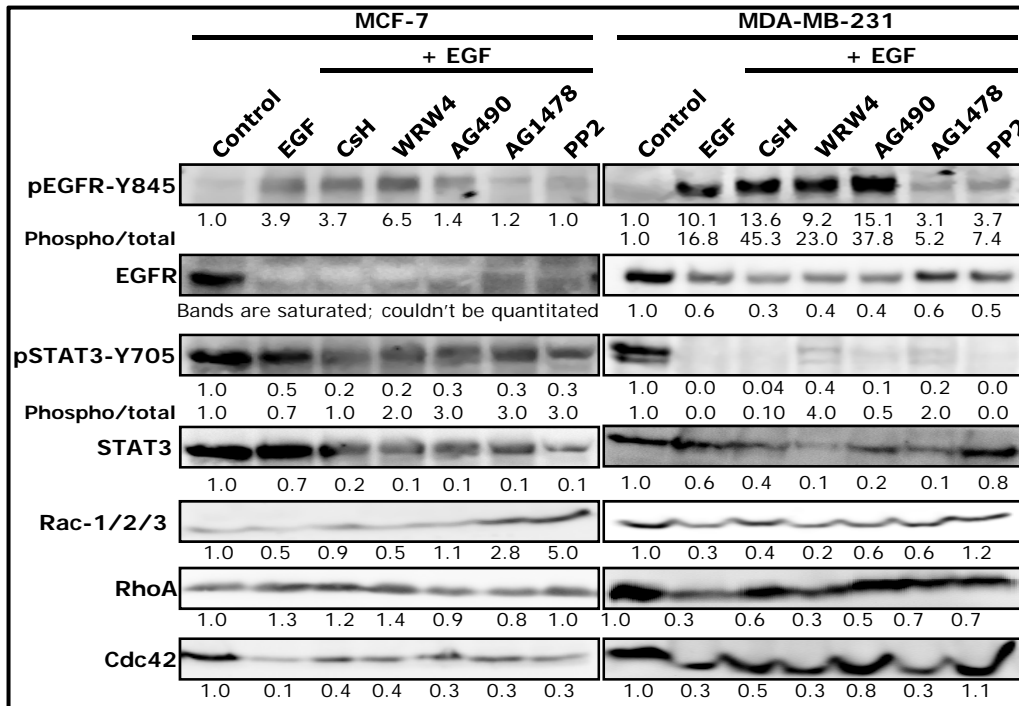 MCF-7 MDA-MB-231
+ EGF + EGF
Control EGF CsH WRW4 AG490 AG1478 PP2 Control EGF CsH WRW4 AG490 AG1478 PP2
pEGFR-Y845
1.0 3.9 3.7 6.5 1.4 1.2 1.0 1.0 10.1 13.6 9.2 15.1 3.1 3.7
Phospho/total 1.0 16.8 45.3 23.0 37.8 5.2 7.4
EGFR
Bands are saturated; couldn't be quantitated 1.0 0.6 0.3 0.4 0.4 0.6 0.5
pSTAT3-Y705
1.0 0.5 0.2 0.2 0.3 0.3 0.3 1.0 0.0 0.04 0.4 0.1 0.2 0.0
Phospho/total 1.0 0.7 1.0 2.0 3.0 3.0 3.0 1.0 0.0 0.10 4.0 0.5 2.0 0.0
STAT3
1.0 0.7 0.2 0.1 0.1 0.1 0.1 1.0 0.6 0.4 0.1 0.2 0.1 0.8
Rac-1/2/3
1.0 0.5 0.9 0.5 1.1 2.8 5.0 1.0 0.3 0.4 0.2 0.6 0.6 1.2
RhoA
1.0 1.3 1.2 1.4 0.9 0.8 1.0 1.0 0.3 0.6 0.3 0.5 0.7 0.7
Cdc42
1.0 0.1 0.4 0.4 0.3 0.3 0.3 1.0 0.3 0.5 0.3 0.8 0.3 1.1